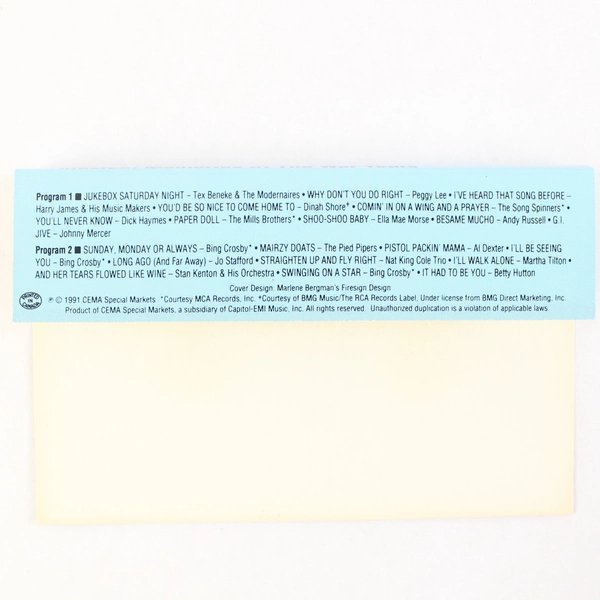 Program 1 ■ JUKEBOX SATURDAY NIGHT – Tex Beneke & The Modernaires • WHY DON'T YOU DO RIGHT – Peggy Lee • I'VE HEARD THAT SONG BEFORE –
Harry James & His Music Makers • YOU'D BE SO NICE TO COME HOME TO – Dinah Shore+ • COMIN' IN ON A WING AND A PRAYER – The Song Spinners* •
YOU'LL NEVER KNOW – Dick Haymes • PAPER DOLL – The Mills Brothers* • SHOO-SHOO BABY – Ella Mae Morse • BESAME MUCHO – Andy Russell • G.I.
JIVE – Johnny Mercer
Program 2 ■ SUNDAY, MONDAY OR ALWAYS – Bing Crosby* • MAIRZY DOATS – The Pied Pipers • PISTOL PACKIN' MAMA – Al Dexter • I'LL BE SEEING
YOU – Bing Crosby* • LONG AGO (And Far Away) – Jo Stafford • STRAIGHTEN UP AND FLY RIGHT – Nat King Cole Trio • I'LL WALK ALONE – Martha Tilton •
AND HER TEARS FLOWED LIKE WINE – Stan Kenton & His Orchestra • SWINGING ON A STAR – Bing Crosby* • IT HAD TO BE YOU – Betty Hutton
Cover Design: Marlene Bergman's Firesign Design
PRINTED IN CANADA
℗ © 1991 CEMA Special Markets. *Courtesy MCA Records, Inc. +Courtesy of BMG Music/The RCA Records Label, Under license from BMG Direct Marketing, Inc.
Product of CEMA Special Markets, a subsidiary of Capitol-EMI Music, Inc. All rights reserved. Unauthorized duplication is a violation of applicable laws.